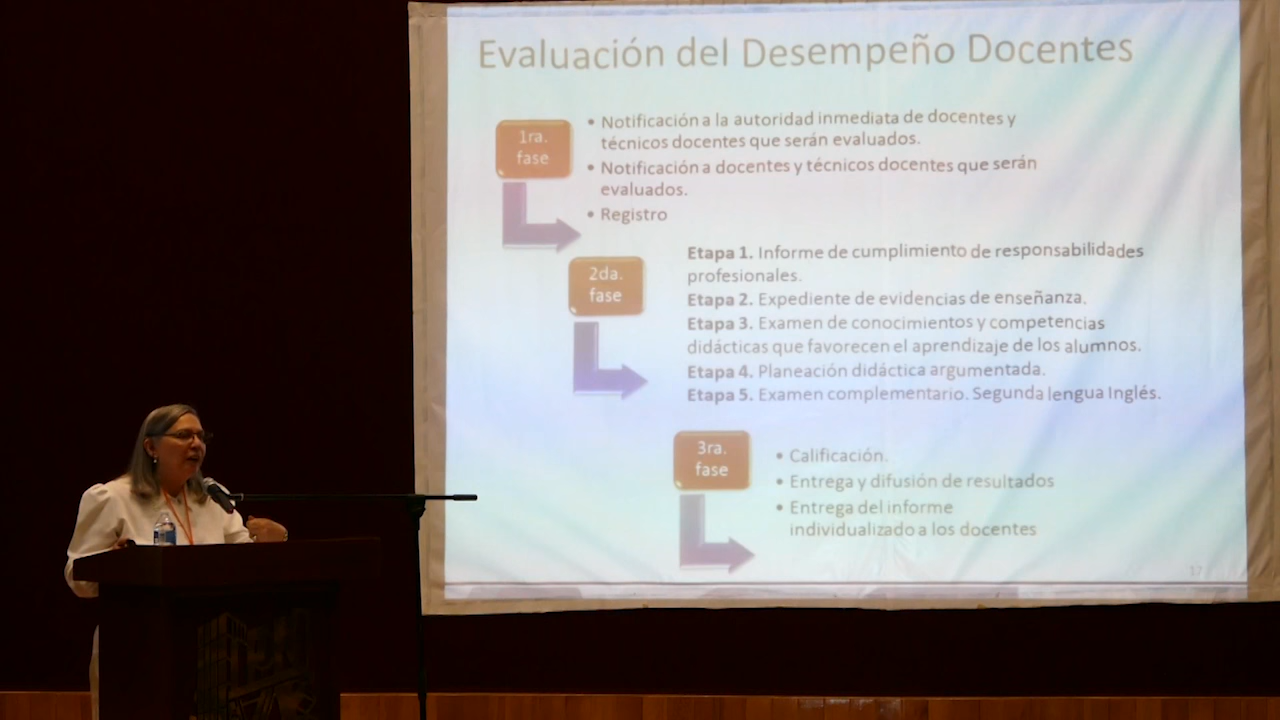 Evaluación del Desempeño Docentes
1ra.
fase
• Notificación a la autoridad inmediata de docentes y
técnicos docentes que serán evaluados.
• Notificación a docentes y técnicos docentes que serán
evaluados.
• Registro
2da.
fase
Etapa 1. Informe de cumplimiento de responsabilidades
profesionales.
Etapa 2. Expediente de evidencias de enseñanza.
Etapa 3. Examen de conocimientos y competencias
didácticas que favorecen el aprendizaje de los alumnos.
Etapa 4. Planeación didáctica argumentada.
Etapa 5. Examen complementario. Segunda lengua Inglés.
3ra.
fase
• Calificación.
• Entrega y difusión de resultados
• Entrega del informe
individualizado a los docentes
17